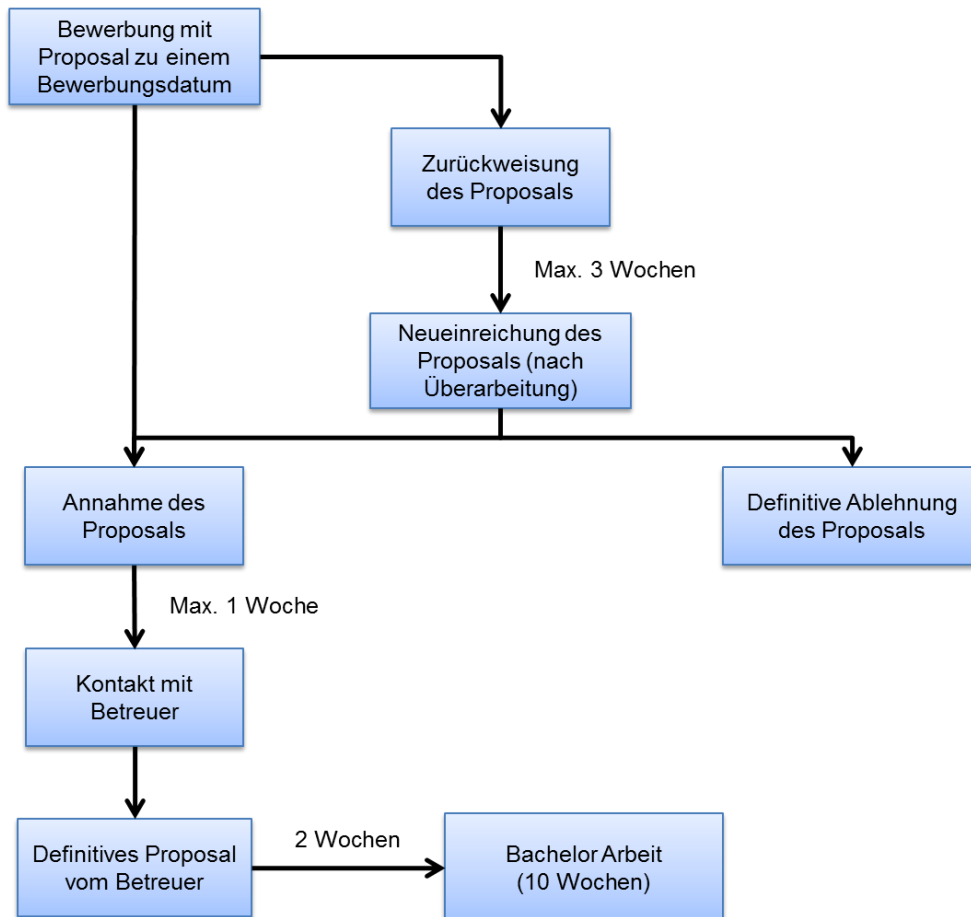 Bewerbung mit
Proposal zu einem
Bewerbungsdatum
Zurückweisung
des Proposals
Max. 3 Wochen
Neueinreichung des
Proposals (nach
Überarbeitung)
Annahme des
Proposals
Definitive Ablehnung
des Proposals
Max. 1 Woche
Kontakt mit
Betreuer
Definitives Proposal
vom Betreuer
2 Wochen
Bachelor Arbeit
(10 Wochen)